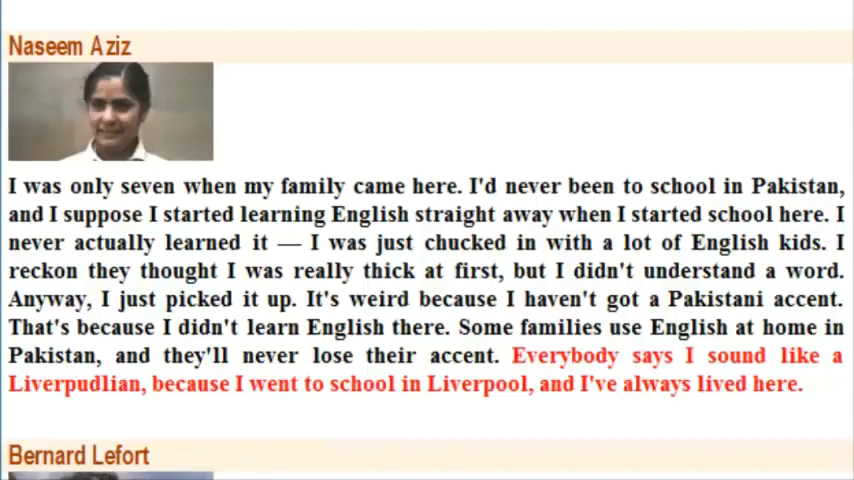 Naseem Aziz
I was only seven when my family came here. I'd never been to school in Pakistan,
and I suppose I started learning English straight away when I started school here. I
never actually learned it — I was just chucked in with a lot of English kids. I
reckon they thought I was really thick at first, but I didn't understand a word.
Anyway, I just picked it up. It's weird because I haven't got a Pakistani accent.
That's because I didn't learn English there. Some families use English at home in
Pakistan, and they'll never lose their accent. Everybody says I sound like a
Liverpudlian, because I went to school in Liverpool, and I've always lived here.
Bernard Lefort